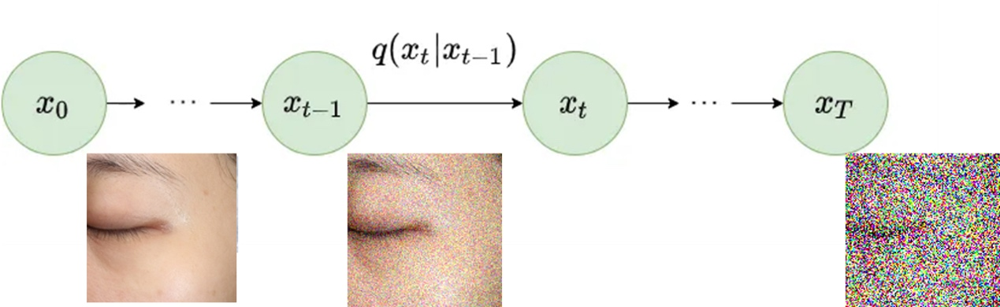 q(x_t|x_{t-1})
x_0 ··· x_{t-1} x_t ··· x_T